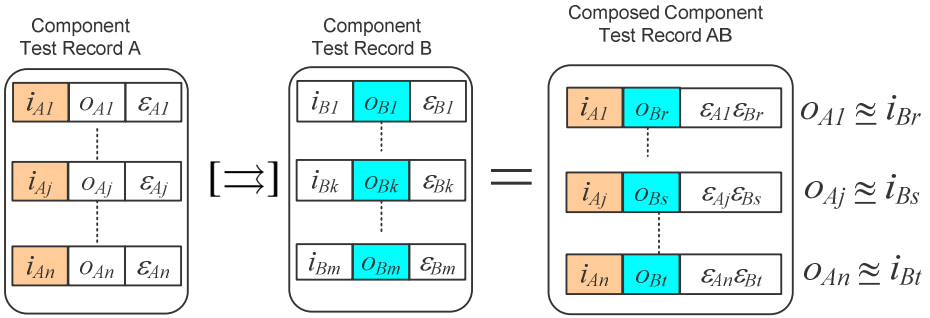 Component
Test Record A
i_A1 o_A1 ε_A1
i_Aj o_Aj ε_Aj
i_An o_An ε_An
[⇉]
Component
Test Record B
i_B1 o_B1 ε_B1
i_Bk o_Bk ε_Bk
i_Bm o_Bm ε_Bm
=
Composed Component
Test Record AB
i_A1 o_Br ε_A1ε_Br
i_Aj o_Bs ε_Ajε_Bs
i_An o_Bt ε_Anε_Bt
o_A1 ≊ i_Br
o_Aj ≊ i_Bs
o_An ≊ i_Bt